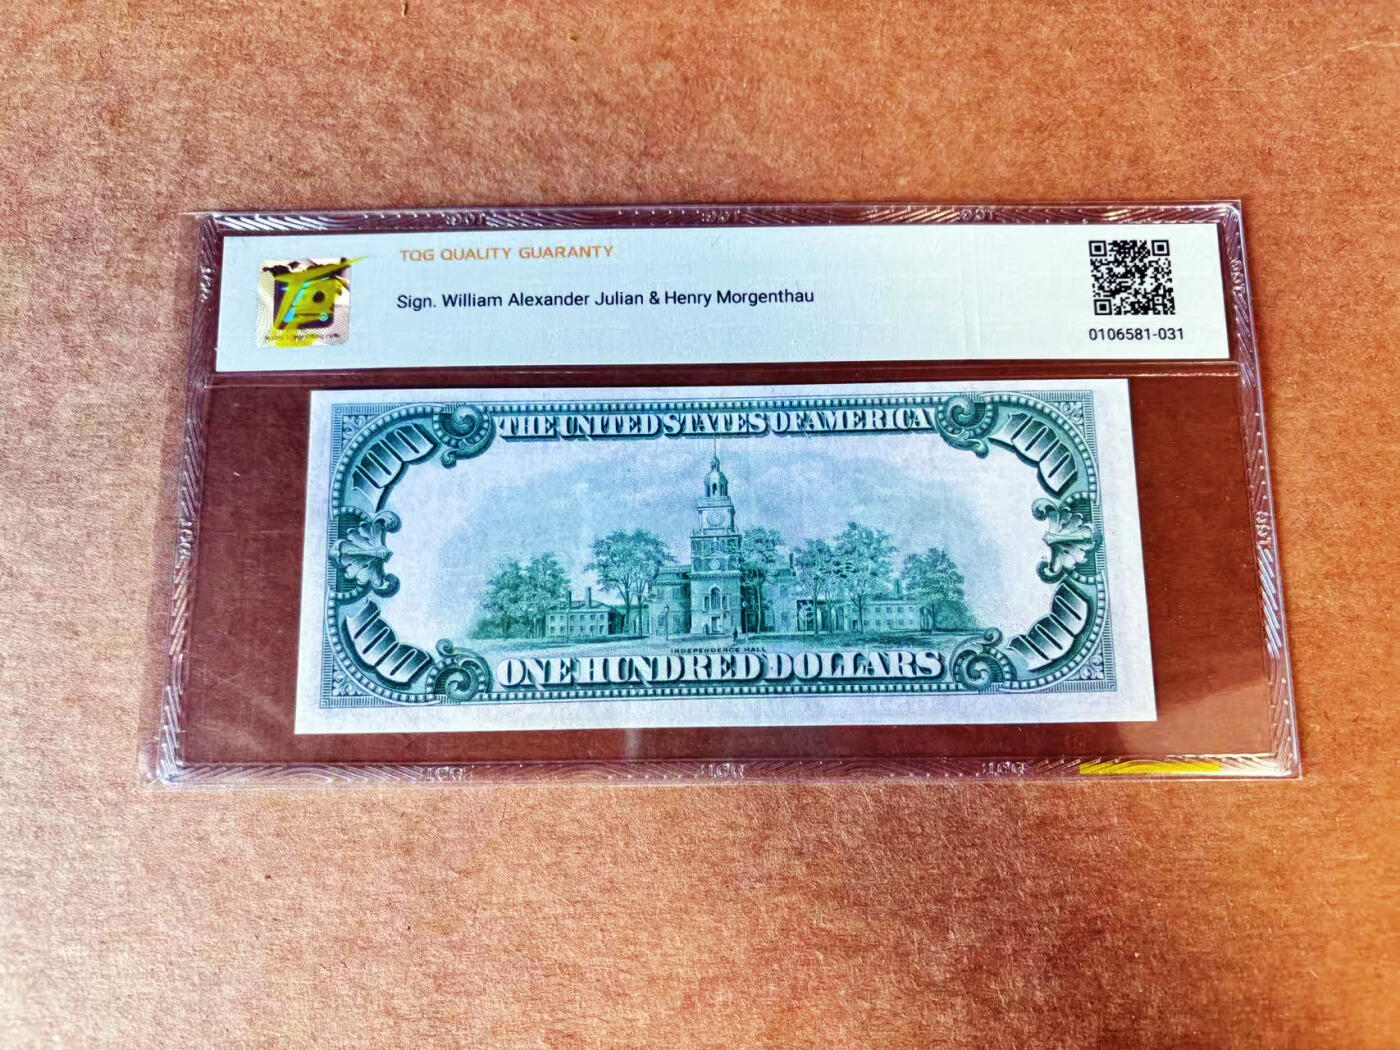 TQG QUALITY GUARANTY
Sign. William Alexander Julian & Henry Morgenthau
0106581-031
THE UNITED STATES OF AMERICA
100 100
INDEPENDENCE HALL
100 100
ONE HUNDRED DOLLARS